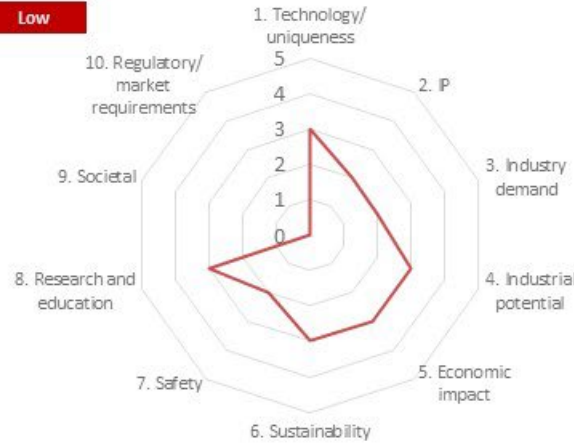 Low
1. Technology/
uniqueness
10. Regulatory/
market
requirements
2. IP
5
4
3
2
1
0
9. Societal
3. Industry
demand
8. Research and
education
4. Industrial
potential
7. Safety
5. Economic
impact
6. Sustainability